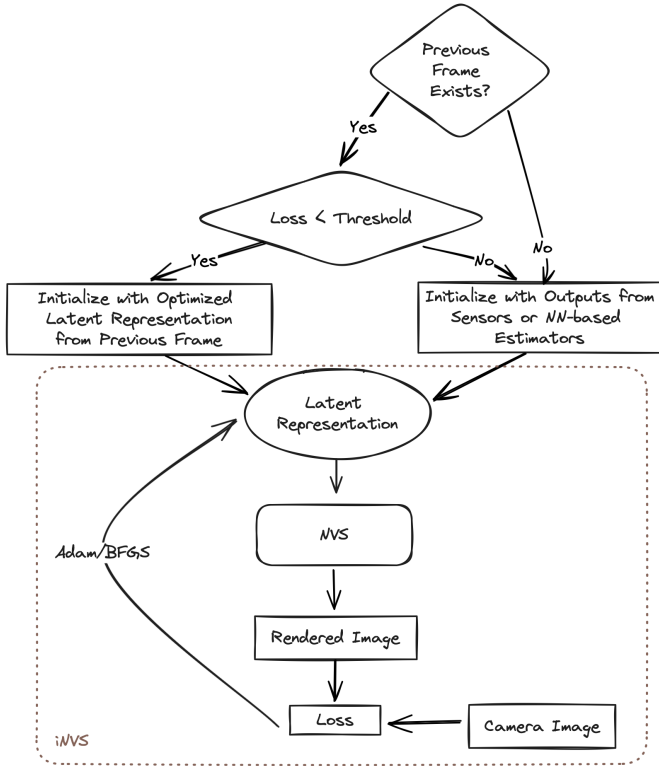 Previous
Frame
Exists?
Yes
Loss < Threshold
No
Yes
No
Initialize with Optimized
Latent Representation
from Previous Frame
Initialize with Outputs from
Sensors or NN-based
Estimators
Latent
Representation
NVS
Adam/BFGS
Rendered Image
Loss
Camera Image
iNVS